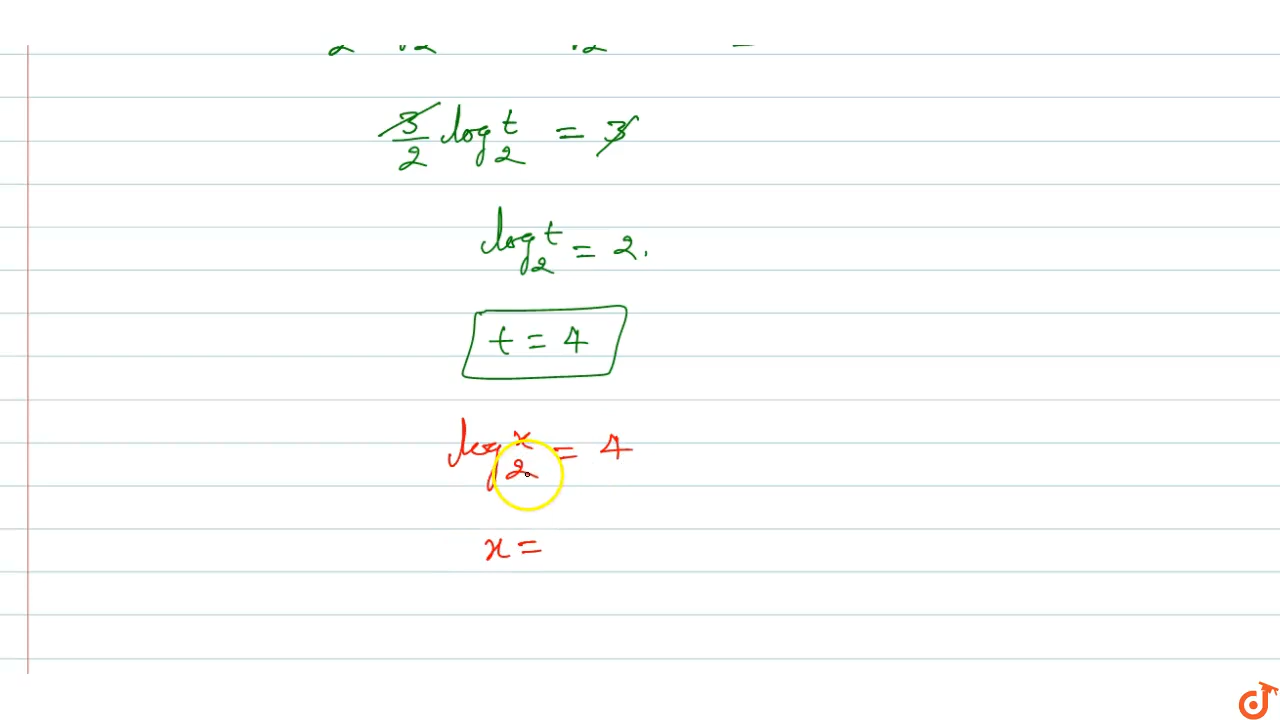 3/2 log₂ t = 3
log₂ t = 2.
t = 4
log₂ x = 4
x =